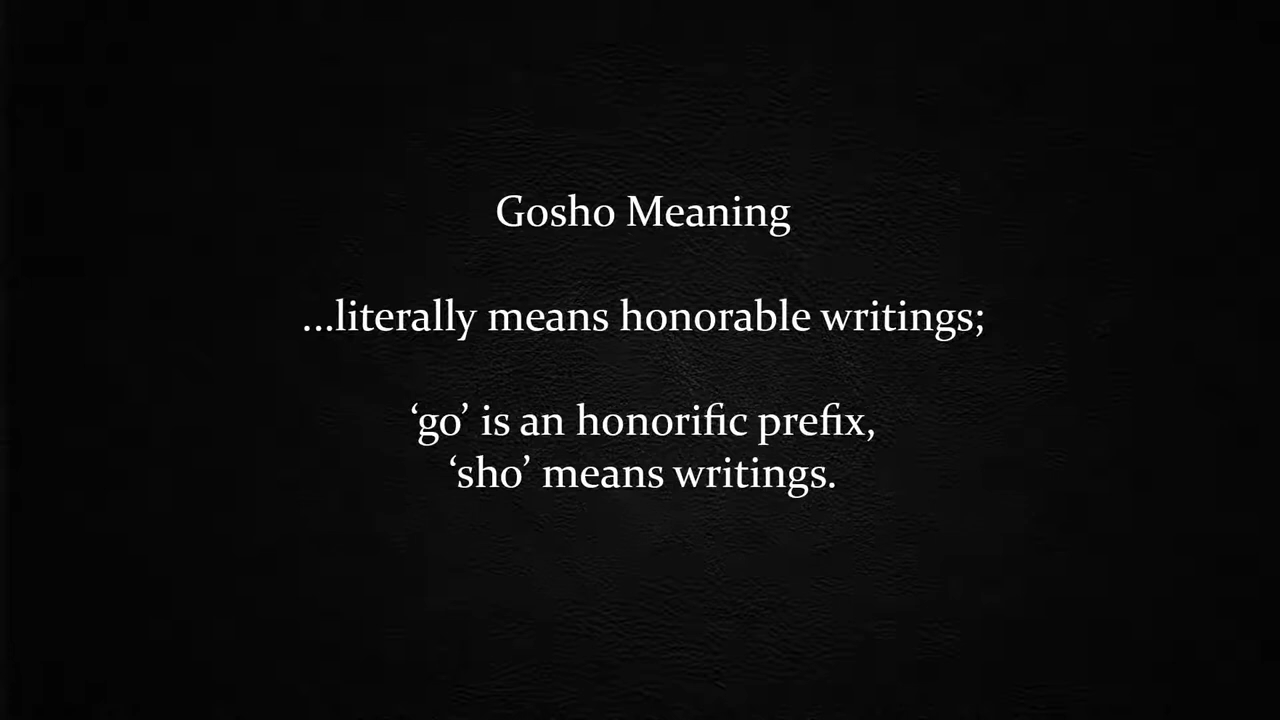 Gosho Meaning
...literally means honorable writings;
‘go’ is an honorific prefix,
‘sho’ means writings.